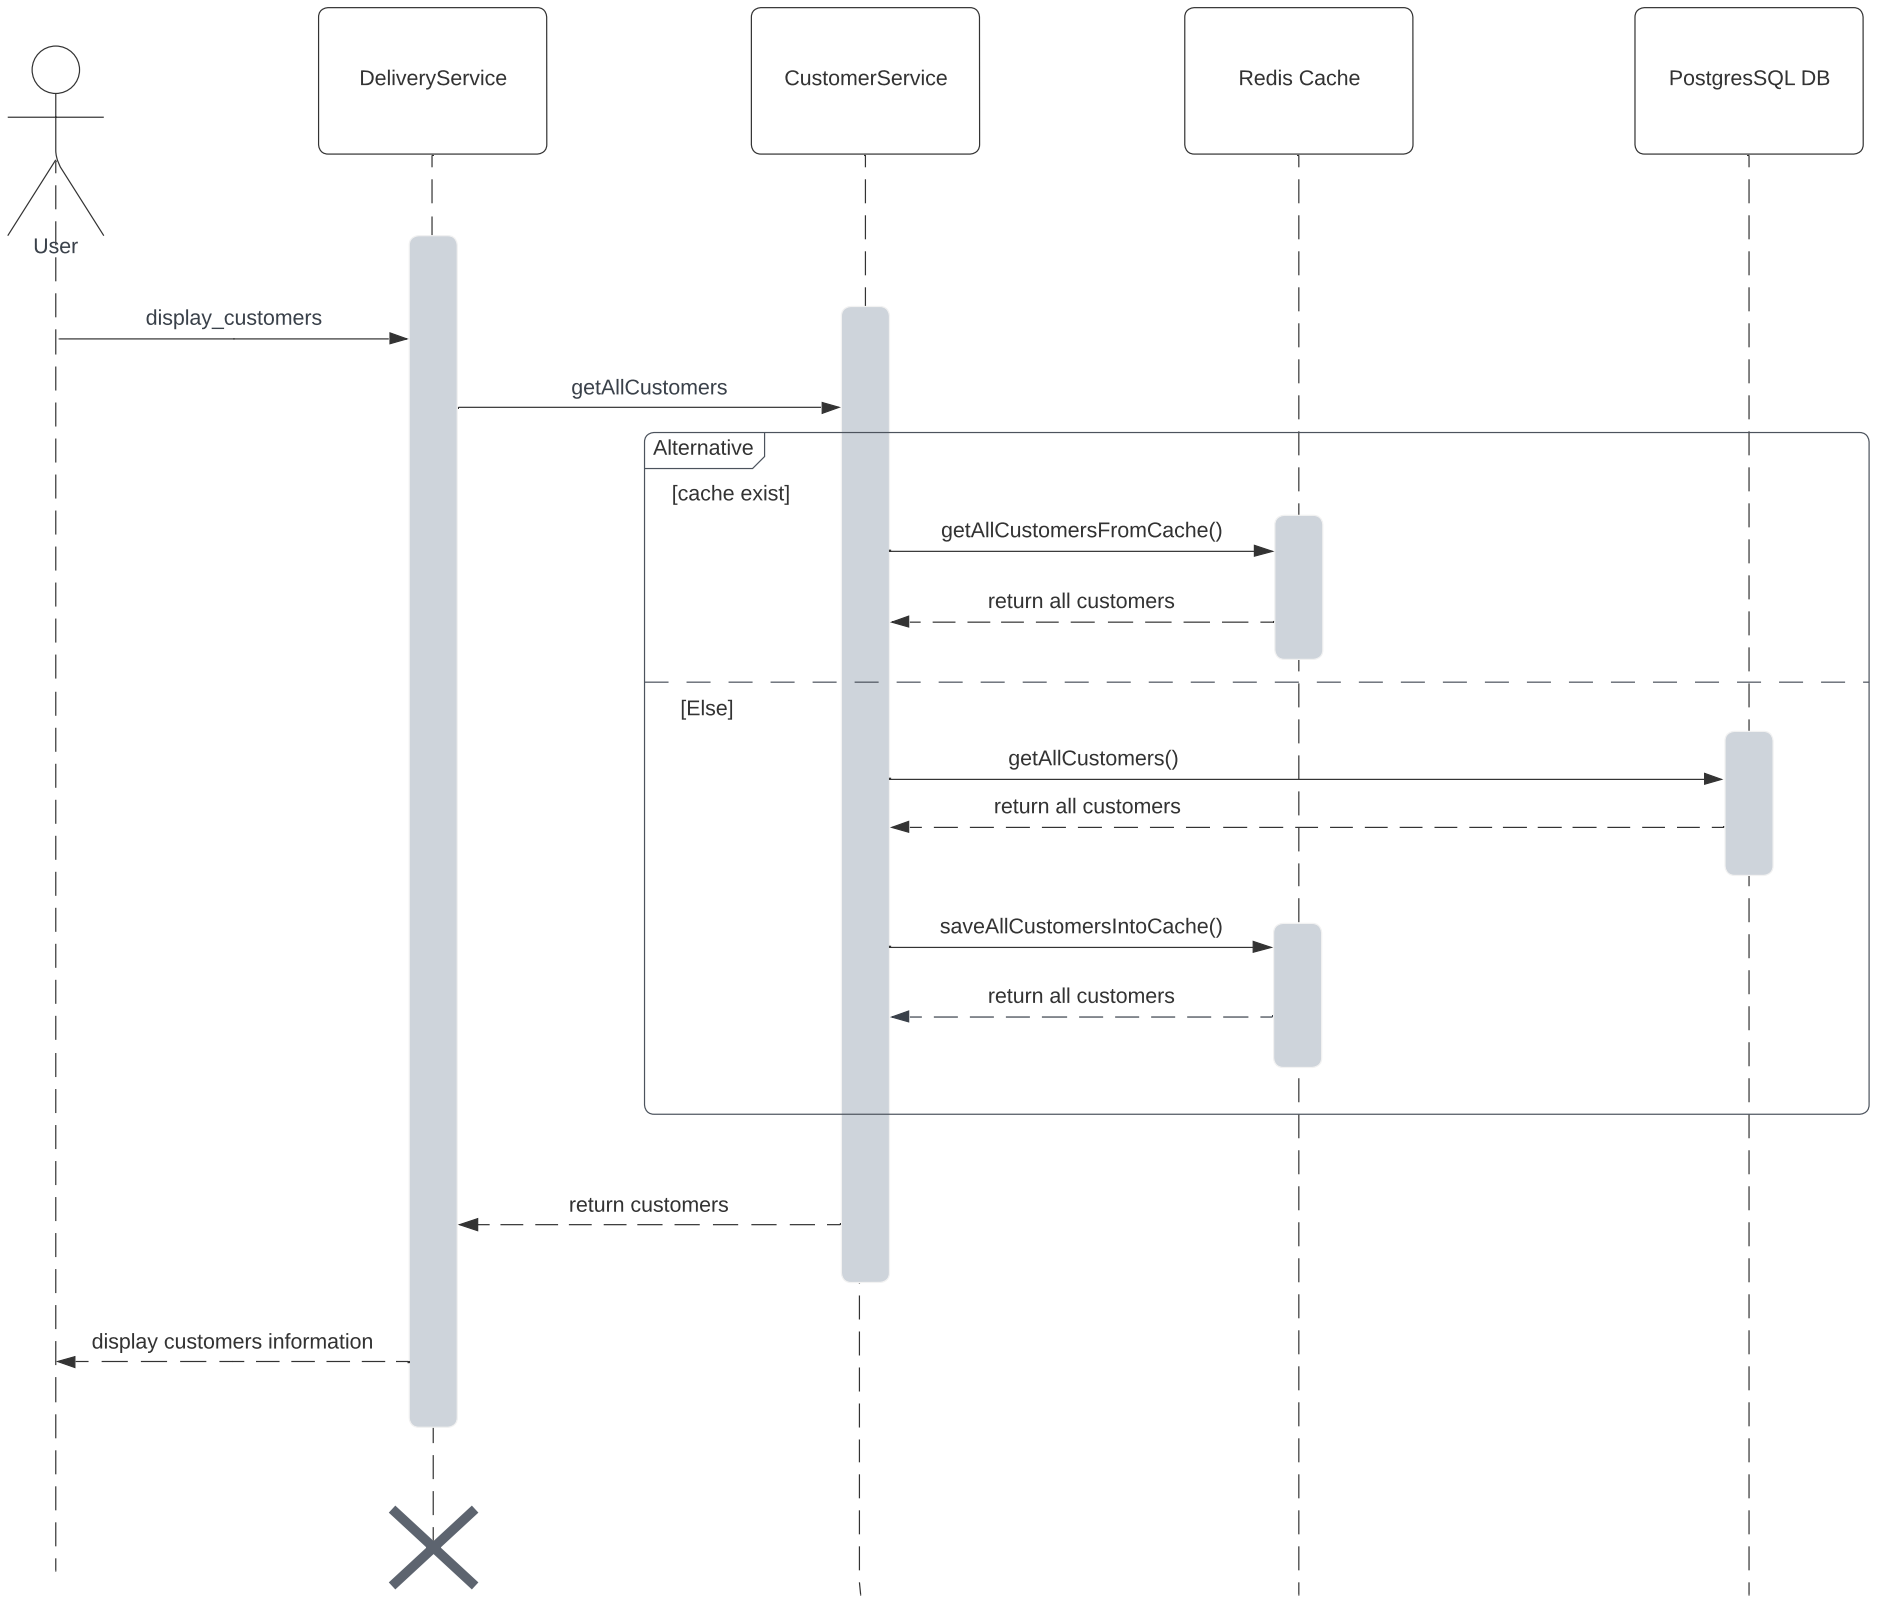 DeliveryService
CustomerService
Redis Cache
PostgresSQL DB
User
display_customers
getAllCustomers
Alternative
[cache exist]
getAllCustomersFromCache()
return all customers
[Else]
getAllCustomers()
return all customers
saveAllCustomersIntoCache()
return all customers
return customers
display customers information